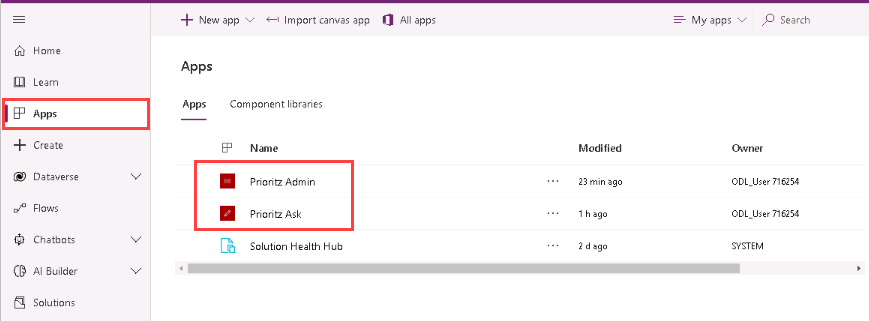 New app
Import canvas app
All apps
My apps
Search
Home
Learn
Apps
Create
Dataverse
Flows
Chatbots
AI Builder
Solutions
Apps
Apps
Component libraries
Name Modified Owner
Prioritz Admin ... 23 min ago ODL_User 716254
Prioritz Ask ... 1 h ago ODL_User 716254
Solution Health Hub ... 2 d ago SYSTEM